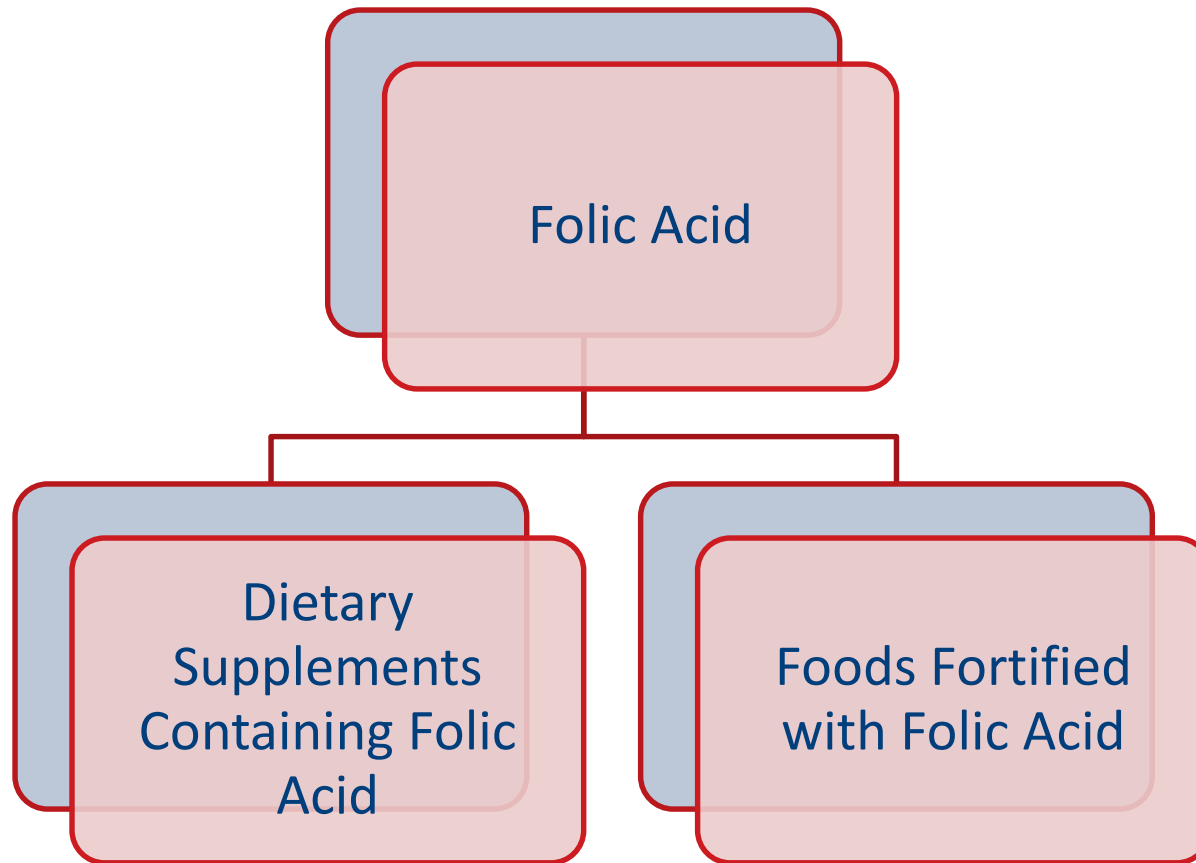 Folic Acid
Dietary
Supplements
Containing Folic
Acid
Foods Fortified
with Folic Acid